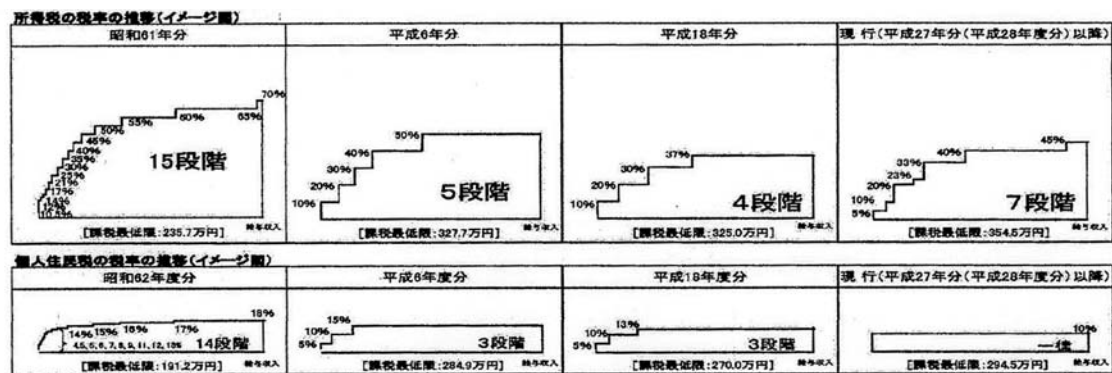 所得税の税率の推移(イメージ図)
昭和61年分
平成6年分
平成18年分
現 行(平成27年分(平成28年度分)以降)
70%
65%
60%
55%
50%
45%
40%
35%
30%
25%
21%
17%
14%
12%
10.5%
15段階
給与収入
[課税最低限:235.7万円]
50%
40%
30%
20%
10%
5段階
給与収入
[課税最低限:327.7万円]
37%
30%
20%
10%
4段階
給与収入
[課税最低限:325.0万円]
45%
40%
33%
23%
20%
10%
5%
7段階
給与収入
[課税最低限:354.5万円]
個人住民税の税率の推移(イメージ図)
昭和62年度分
平成6年度分
平成18年度分
現 行(平成27年分(平成28年度分)以降)
18%
17%
16%
15%
14%
4.5, 5, 6, 7, 8, 9, 11, 12, 13%
14段階
給与収入
[課税最低限:191.2万円]
15%
10%
5%
3段階
給与収入
[課税最低限:284.9万円]
13%
10%
5%
3段階
給与収入
[課税最低限:270.0万円]
10%
一律
給与収入
[課税最低限:294.5万円]